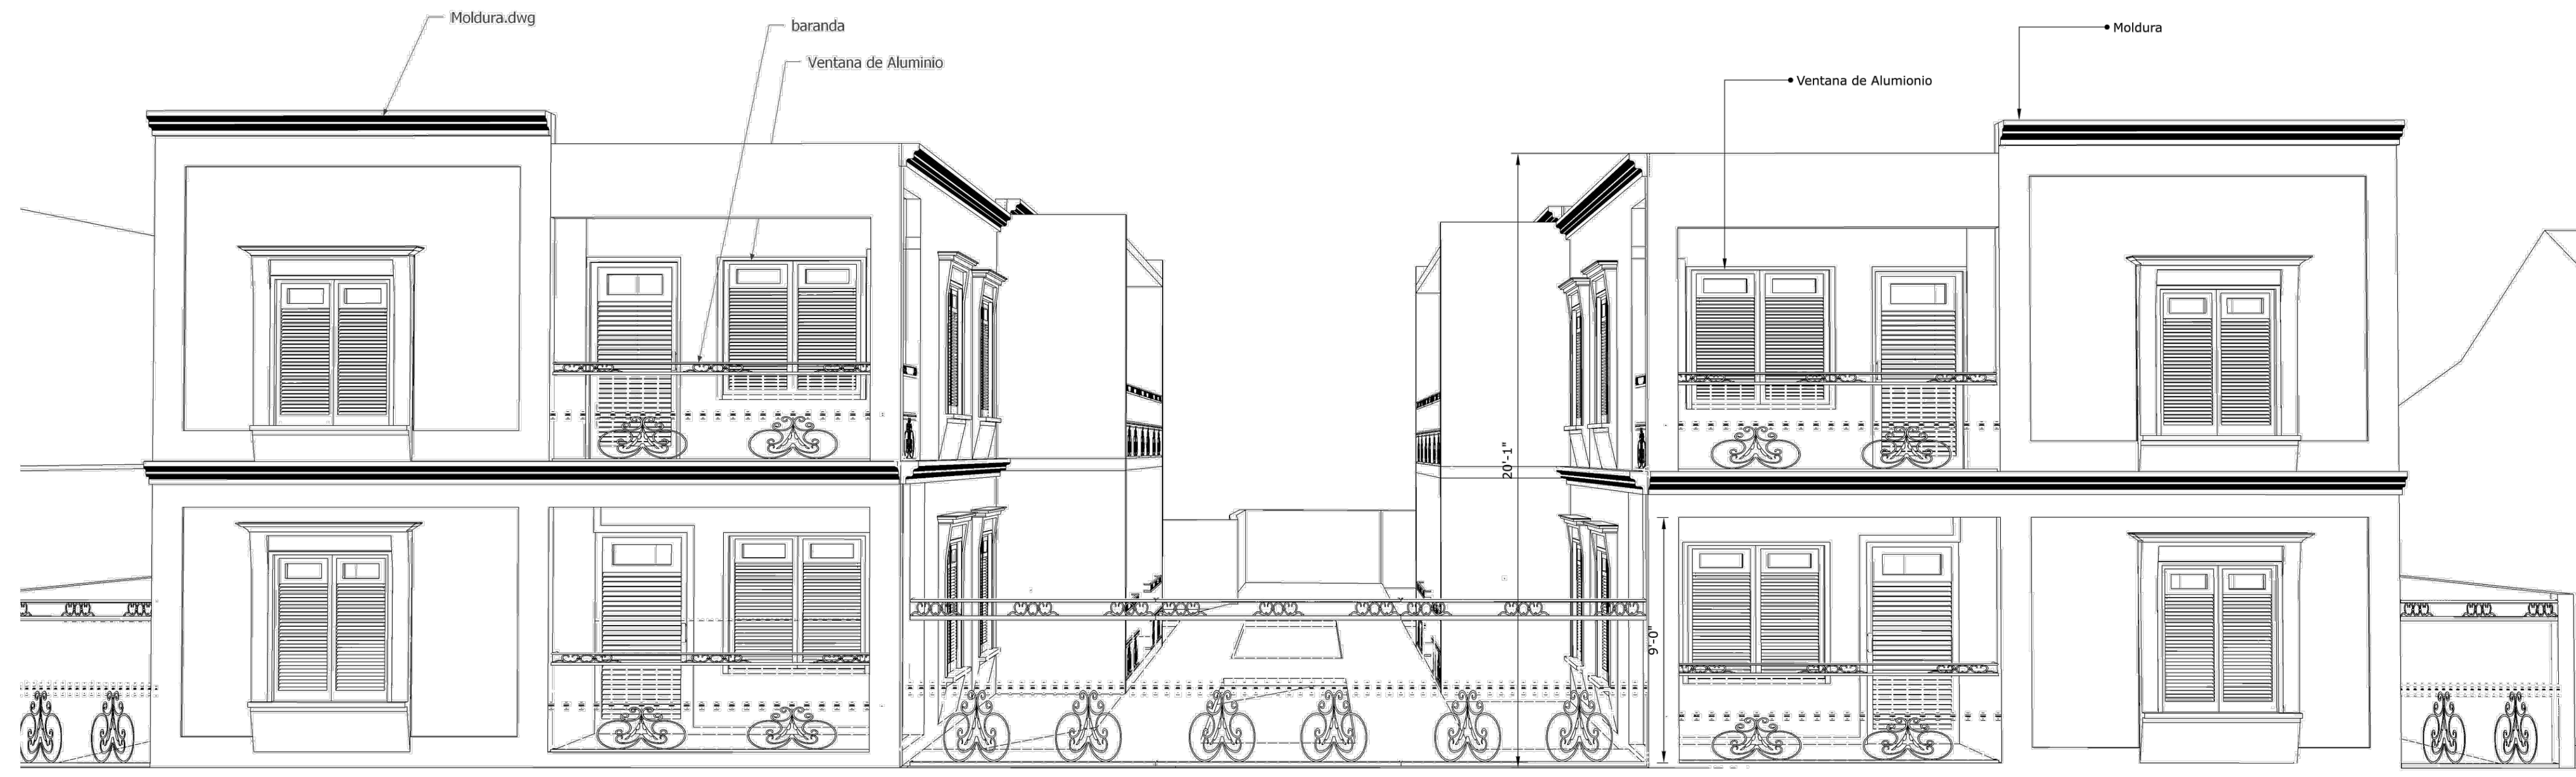 Moldura.dwg
baranda
Ventana de Aluminio
Moldura
Ventana de Alumionio
20'-1"
9'-0"